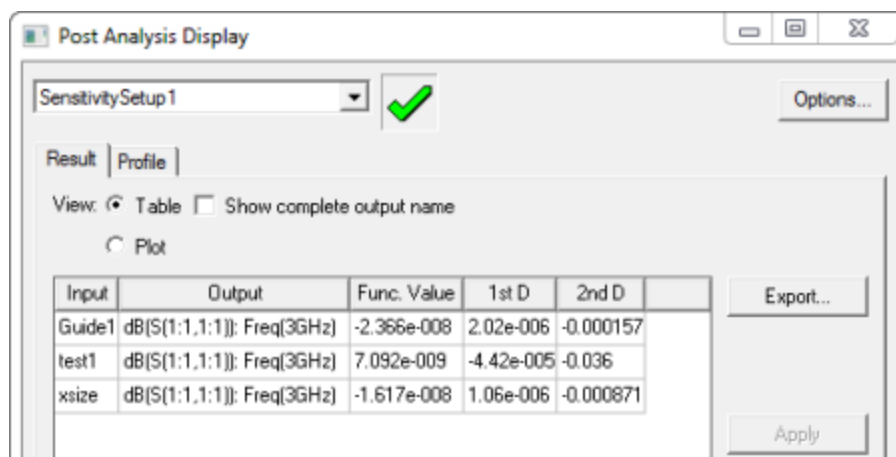 Post Analysis Display
SensitivitySetup1
Options...
Result Profile
View: Table Show complete output name
Plot
Input Output Func. Value 1st D 2nd D
Guide1 dB(S(1:1,1:1)): Freq(3GHz) -2.366e-008 2.02e-006 -0.000157
test1 dB(S(1:1,1:1)): Freq(3GHz) 7.092e-009 -4.42e-005 -0.036
xsize dB(S(1:1,1:1)): Freq(3GHz) -1.617e-008 1.06e-006 -0.000871
Export...
Apply